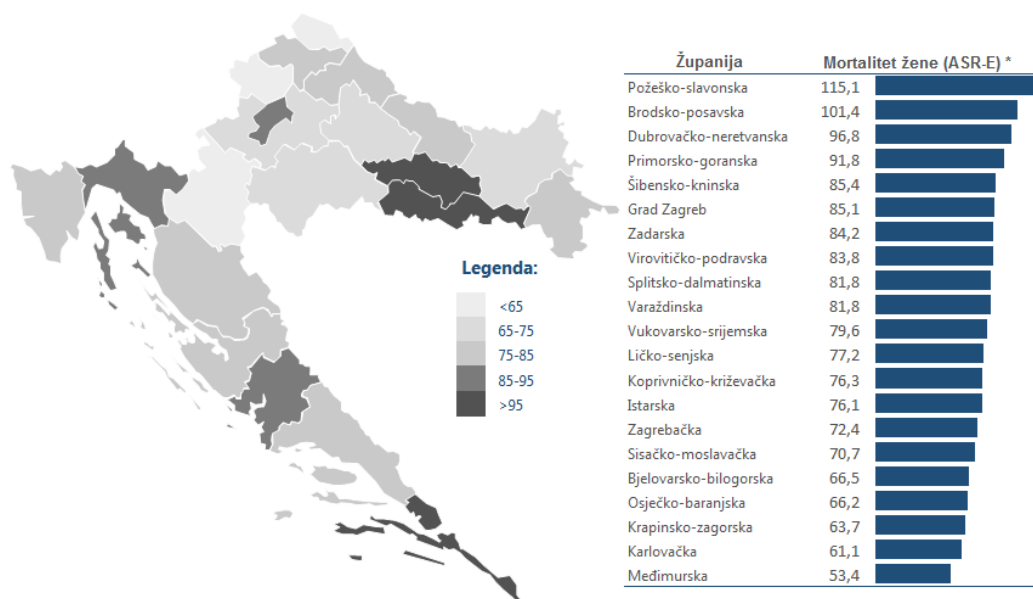 Legenda:
<65
65-75
75-85
85-95
>95
Županija Mortalitet žene (ASR-E) *
Požeško-slavonska 115,1
Brodsko-posavska 101,4
Dubrovačko-neretvanska 96,8
Primorsko-goranska 91,8
Šibensko-kninska 85,4
Grad Zagreb 85,1
Zadarska 84,2
Virovitičko-podravska 83,8
Splitsko-dalmatinska 81,8
Varaždinska 81,8
Vukovarsko-srijemska 79,6
Ličko-senjska 77,2
Koprivničko-križevačka 76,3
Istarska 76,1
Zagrebačka 72,4
Sisačko-moslavačka 70,7
Bjelovarsko-bilogorska 66,5
Osječko-baranjska 66,2
Krapinsko-zagorska 63,7
Karlovačka 61,1
Međimurska 53,4